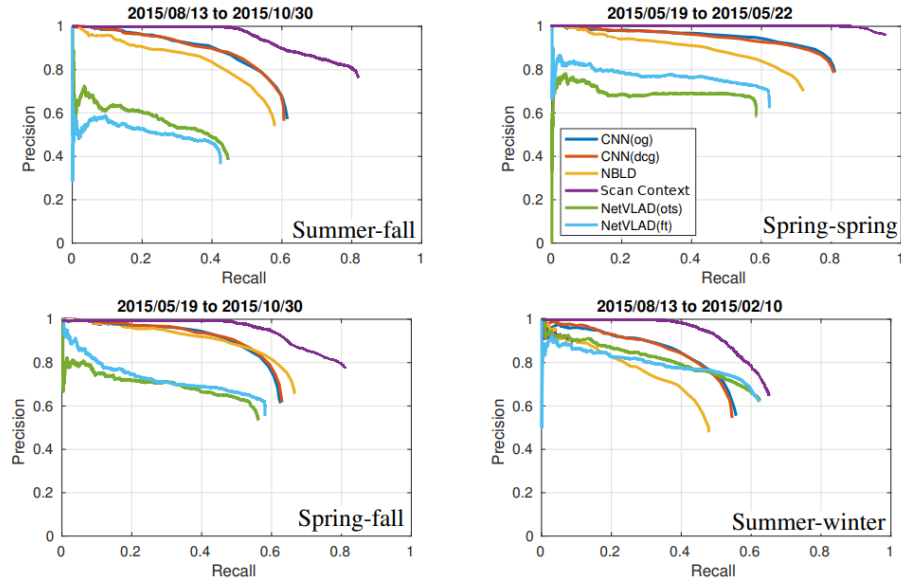 2015/08/13 to 2015/10/30
1
0.8
0.6
0.4
0.2
0
Precision
Summer-fall
0 0.2 0.4 0.6 0.8 1
Recall
2015/05/19 to 2015/05/22
1
0.8
0.6
0.4
0.2
0
Precision
CNN(og)
CNN(dcg)
NBLD
Scan Context
NetVLAD(ots)
NetVLAD(ft)
Spring-spring
0 0.2 0.4 0.6 0.8 1
Recall
2015/05/19 to 2015/10/30
1
0.8
0.6
0.4
0.2
0
Precision
Spring-fall
0 0.2 0.4 0.6 0.8 1
Recall
2015/08/13 to 2015/02/10
1
0.8
0.6
0.4
0.2
0
Precision
Summer-winter
0 0.2 0.4 0.6 0.8 1
Recall